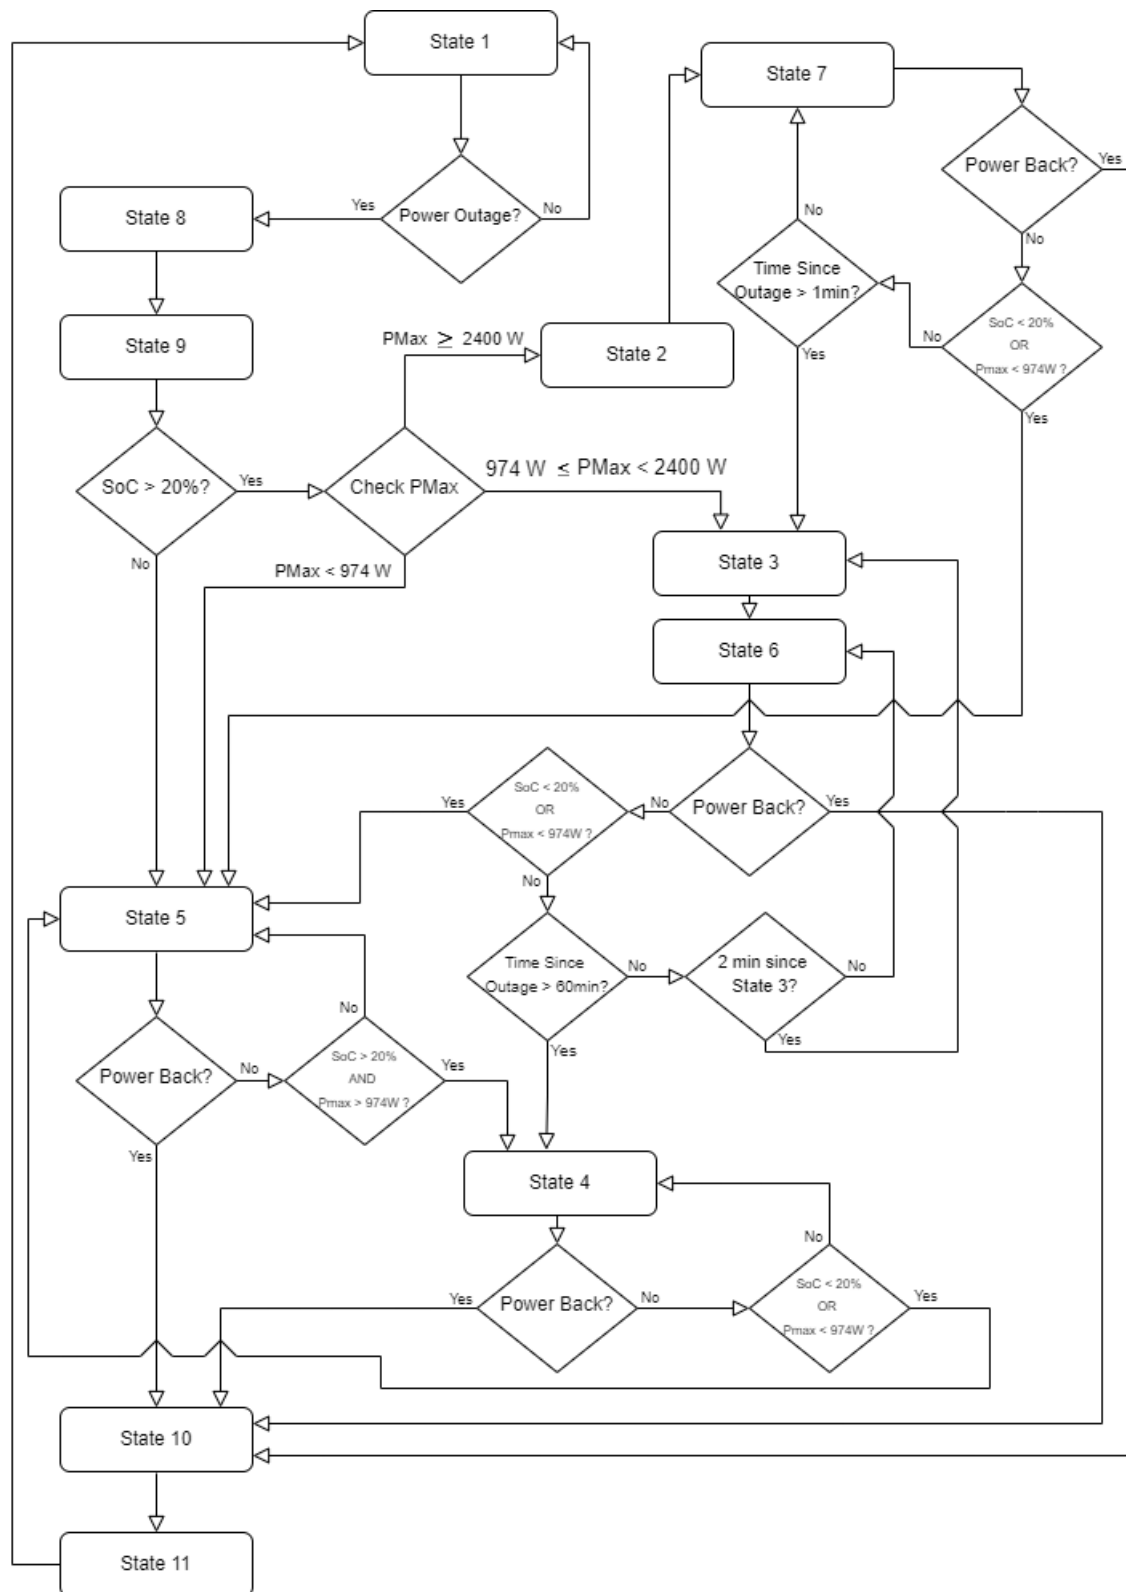 State 1
State 7
Power Back?
Yes
No
State 8
Yes
Power Outage?
No
No
Time Since
Outage > 1min?
Yes
SoC < 20%
OR
Pmax < 974W ?
No
Yes
State 9
PMax ≥ 2400 W
State 2
SoC > 20%?
Yes
No
Check PMax
974 W ≤ PMax < 2400 W
PMax < 974 W
State 3
State 6
Power Back?
No
Yes
SoC < 20%
OR
Pmax < 974W ?
Yes
No
State 5
Time Since
Outage > 60min?
No
Yes
2 min since
State 3?
No
Yes
Power Back?
No
Yes
No
SoC > 20%
AND
Pmax > 974W ?
Yes
State 4
Power Back?
Yes
No
No
SoC < 20%
OR
Pmax < 974W ?
Yes
State 10
State 11